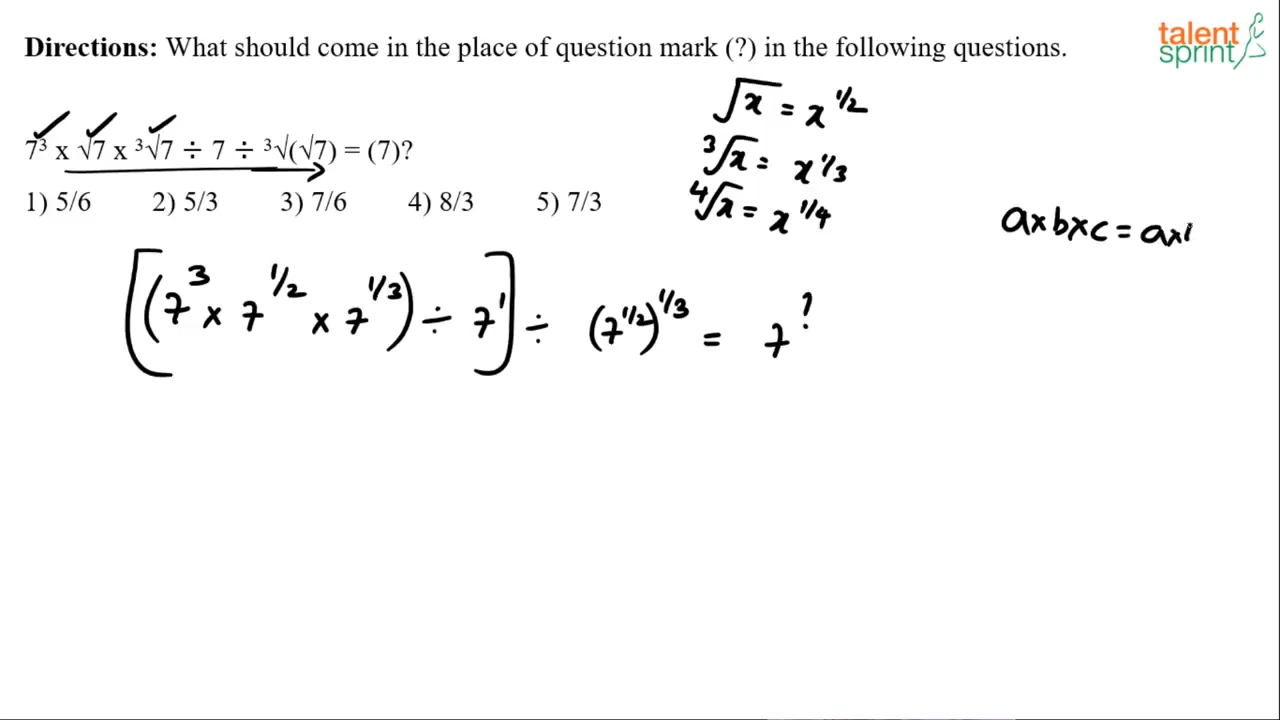 Directions: What should come in the place of question mark (?) in the following questions.
talent
sprint
7³ x √7 x ³√7 ÷ 7 ÷ ³√(√7) = (7)?
1) 5/6 2) 5/3 3) 7/6 4) 8/3 5) 7/3
√x = x^1/2
³√x = x^1/3
⁴√x = x^1/4
axbxc = ax
[(7³ x 7^1/2 x 7^1/3) ÷ 7¹] ÷ (7^1/2)^1/3 = 7^?